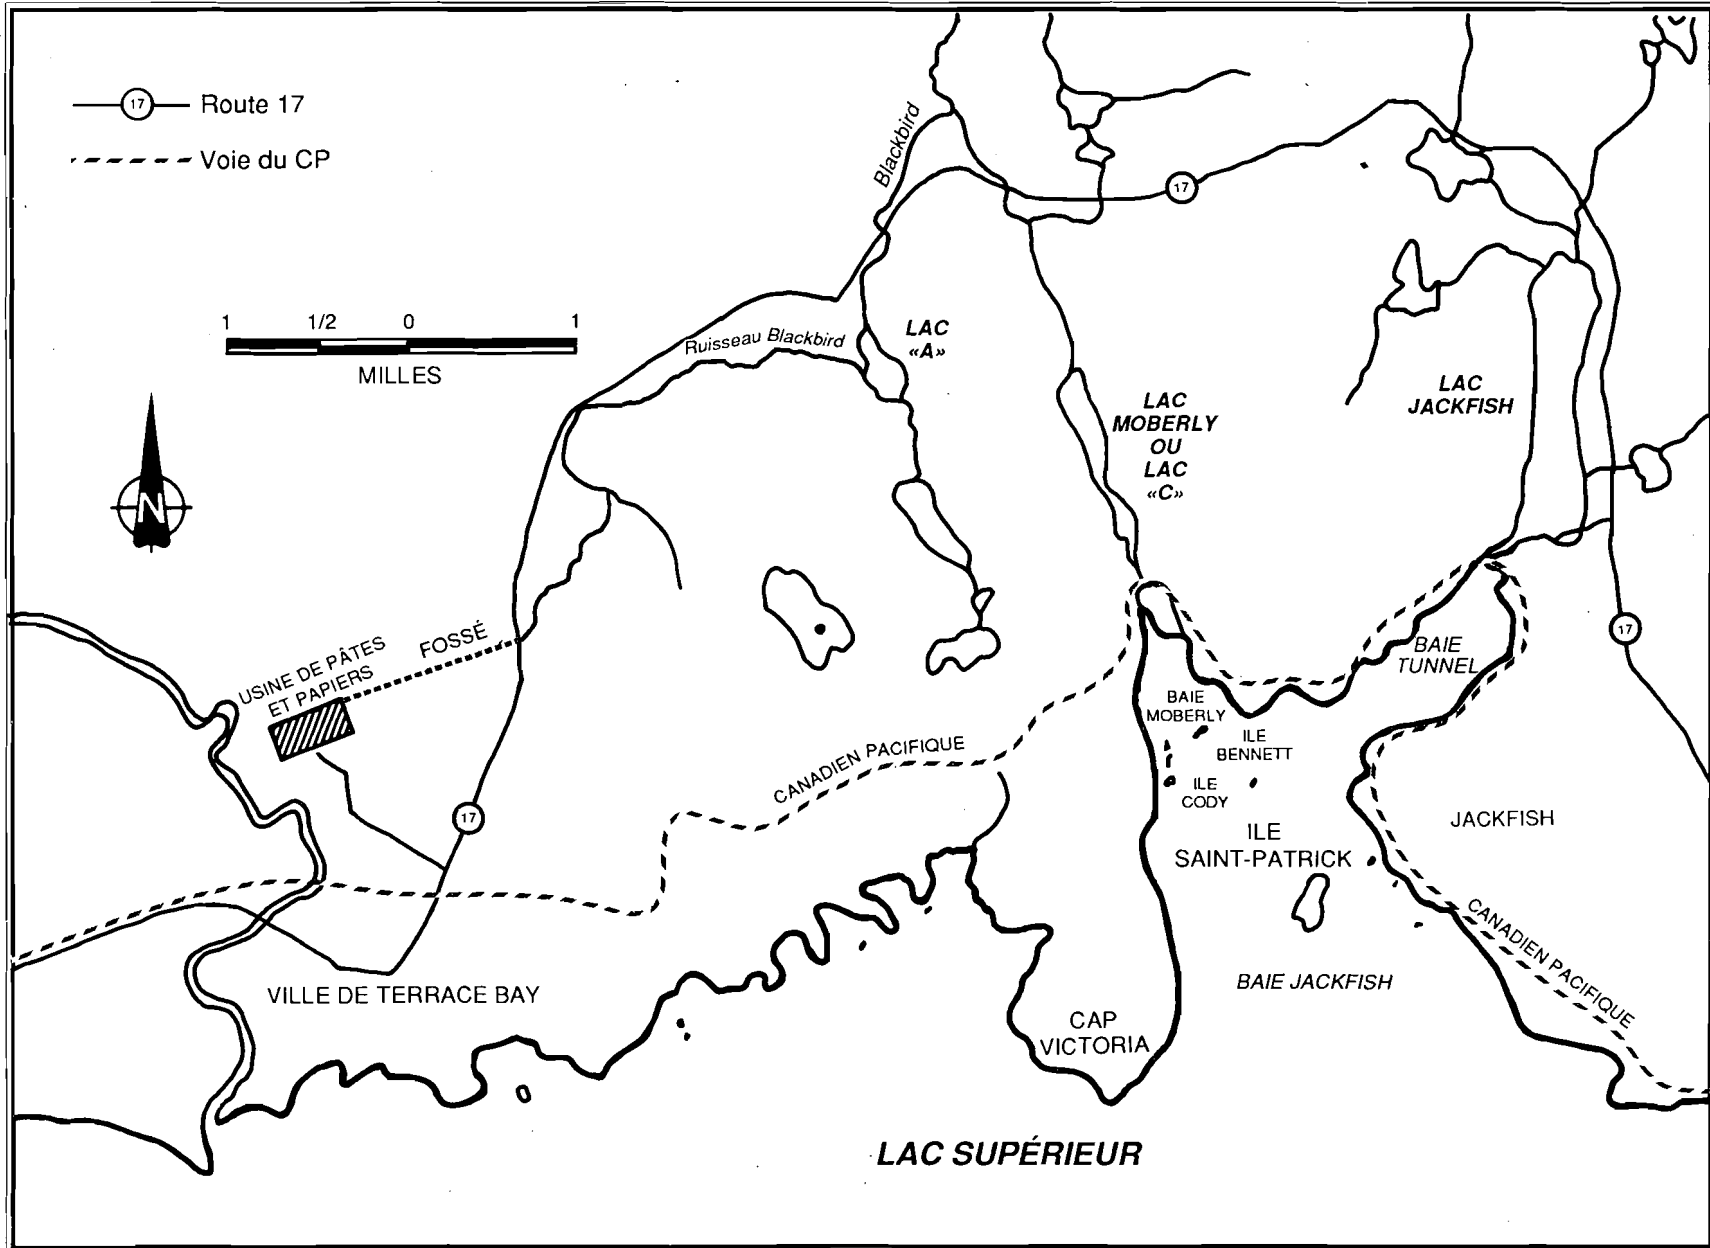 17 Route 17
Voie du CP
Blackbird
17
1 1/2 0 1
MILLES
Ruisseau Blackbird
LAC
«A»
LAC
JACKFISH
LAC
MOBERLY
OU
LAC
«C»
N
FOSSÉ
USINE DE PÂTES
ET PAPIERS
17
BAIE
TUNNEL
BAIE
MOBERLY
ILE
BENNETT
CANADIEN PACIFIQUE
ILE
CODY
17
JACKFISH
ILE
SAINT-PATRICK
CANADIEN PACIFIQUE
BAIE JACKFISH
VILLE DE TERRACE BAY
CAP
VICTORIA
LAC SUPÉRIEUR